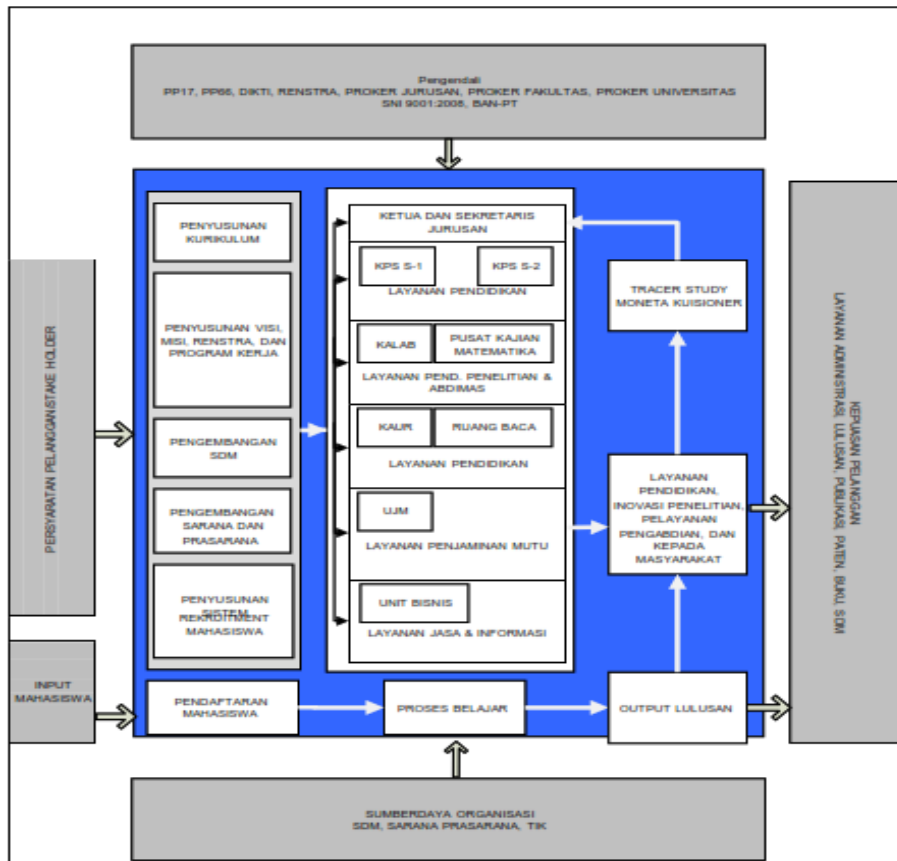 Pengendali
PP17, PP66, DIKTI, RENSTRA, PROKER JURUSAN, PROKER FAKULTAS, PROKER UNIVERSITAS
SNI 9001:2008, BAN-PT
PERSYARATAN PELANGGAN/STAKE HOLDER
INPUT
MAHASISWA
PENYUSUNAN
KURIKULUM
PENYUSUNAN VISI,
MISI, RENSTRA, DAN
PROGRAM KERJA
PENGEMBANGAN
SDM
PENGEMBANGAN
SARANA DAN
PRASARANA
PENYUSUNAN
SISTEM
REKRDITMENT
MAHASISWA
KETUA DAN SEKRETARIS
JURUSAN
KPS S-1
KPS S-2
LAYANAN PENDIDIKAN
KALAB
PUSAT KAJIAN
MATEMATIKA
LAYANAN PEND. PENELITIAN &
ABDIMAS
KAUR
RUANG BACA
LAYANAN PENDIDIKAN
UJM
LAYANAN PENJAMINAN MUTU
UNIT BISNIS
LAYANAN JASA & INFORMASI
TRACER STUDY
MONETA KUISIONER
LAYANAN
PENDIDIKAN,
INOVASI PENELITIAN,
PELAYANAN
PENGABDIAN, DAN
KEPADA
MASYARAKAT
PENDAFTARAN
MAHASISWA
PROSES BELAJAR
OUTPUT LULUSAN
KEPUASAN PELANGGAN
LAYANAN ADMINISTRASI, LULUSAN, PUBLIKASI, PATEN, BUKU, SDM
SUMBERDAYA ORGANISASI
SDM, SARANA PRASARANA, TIK